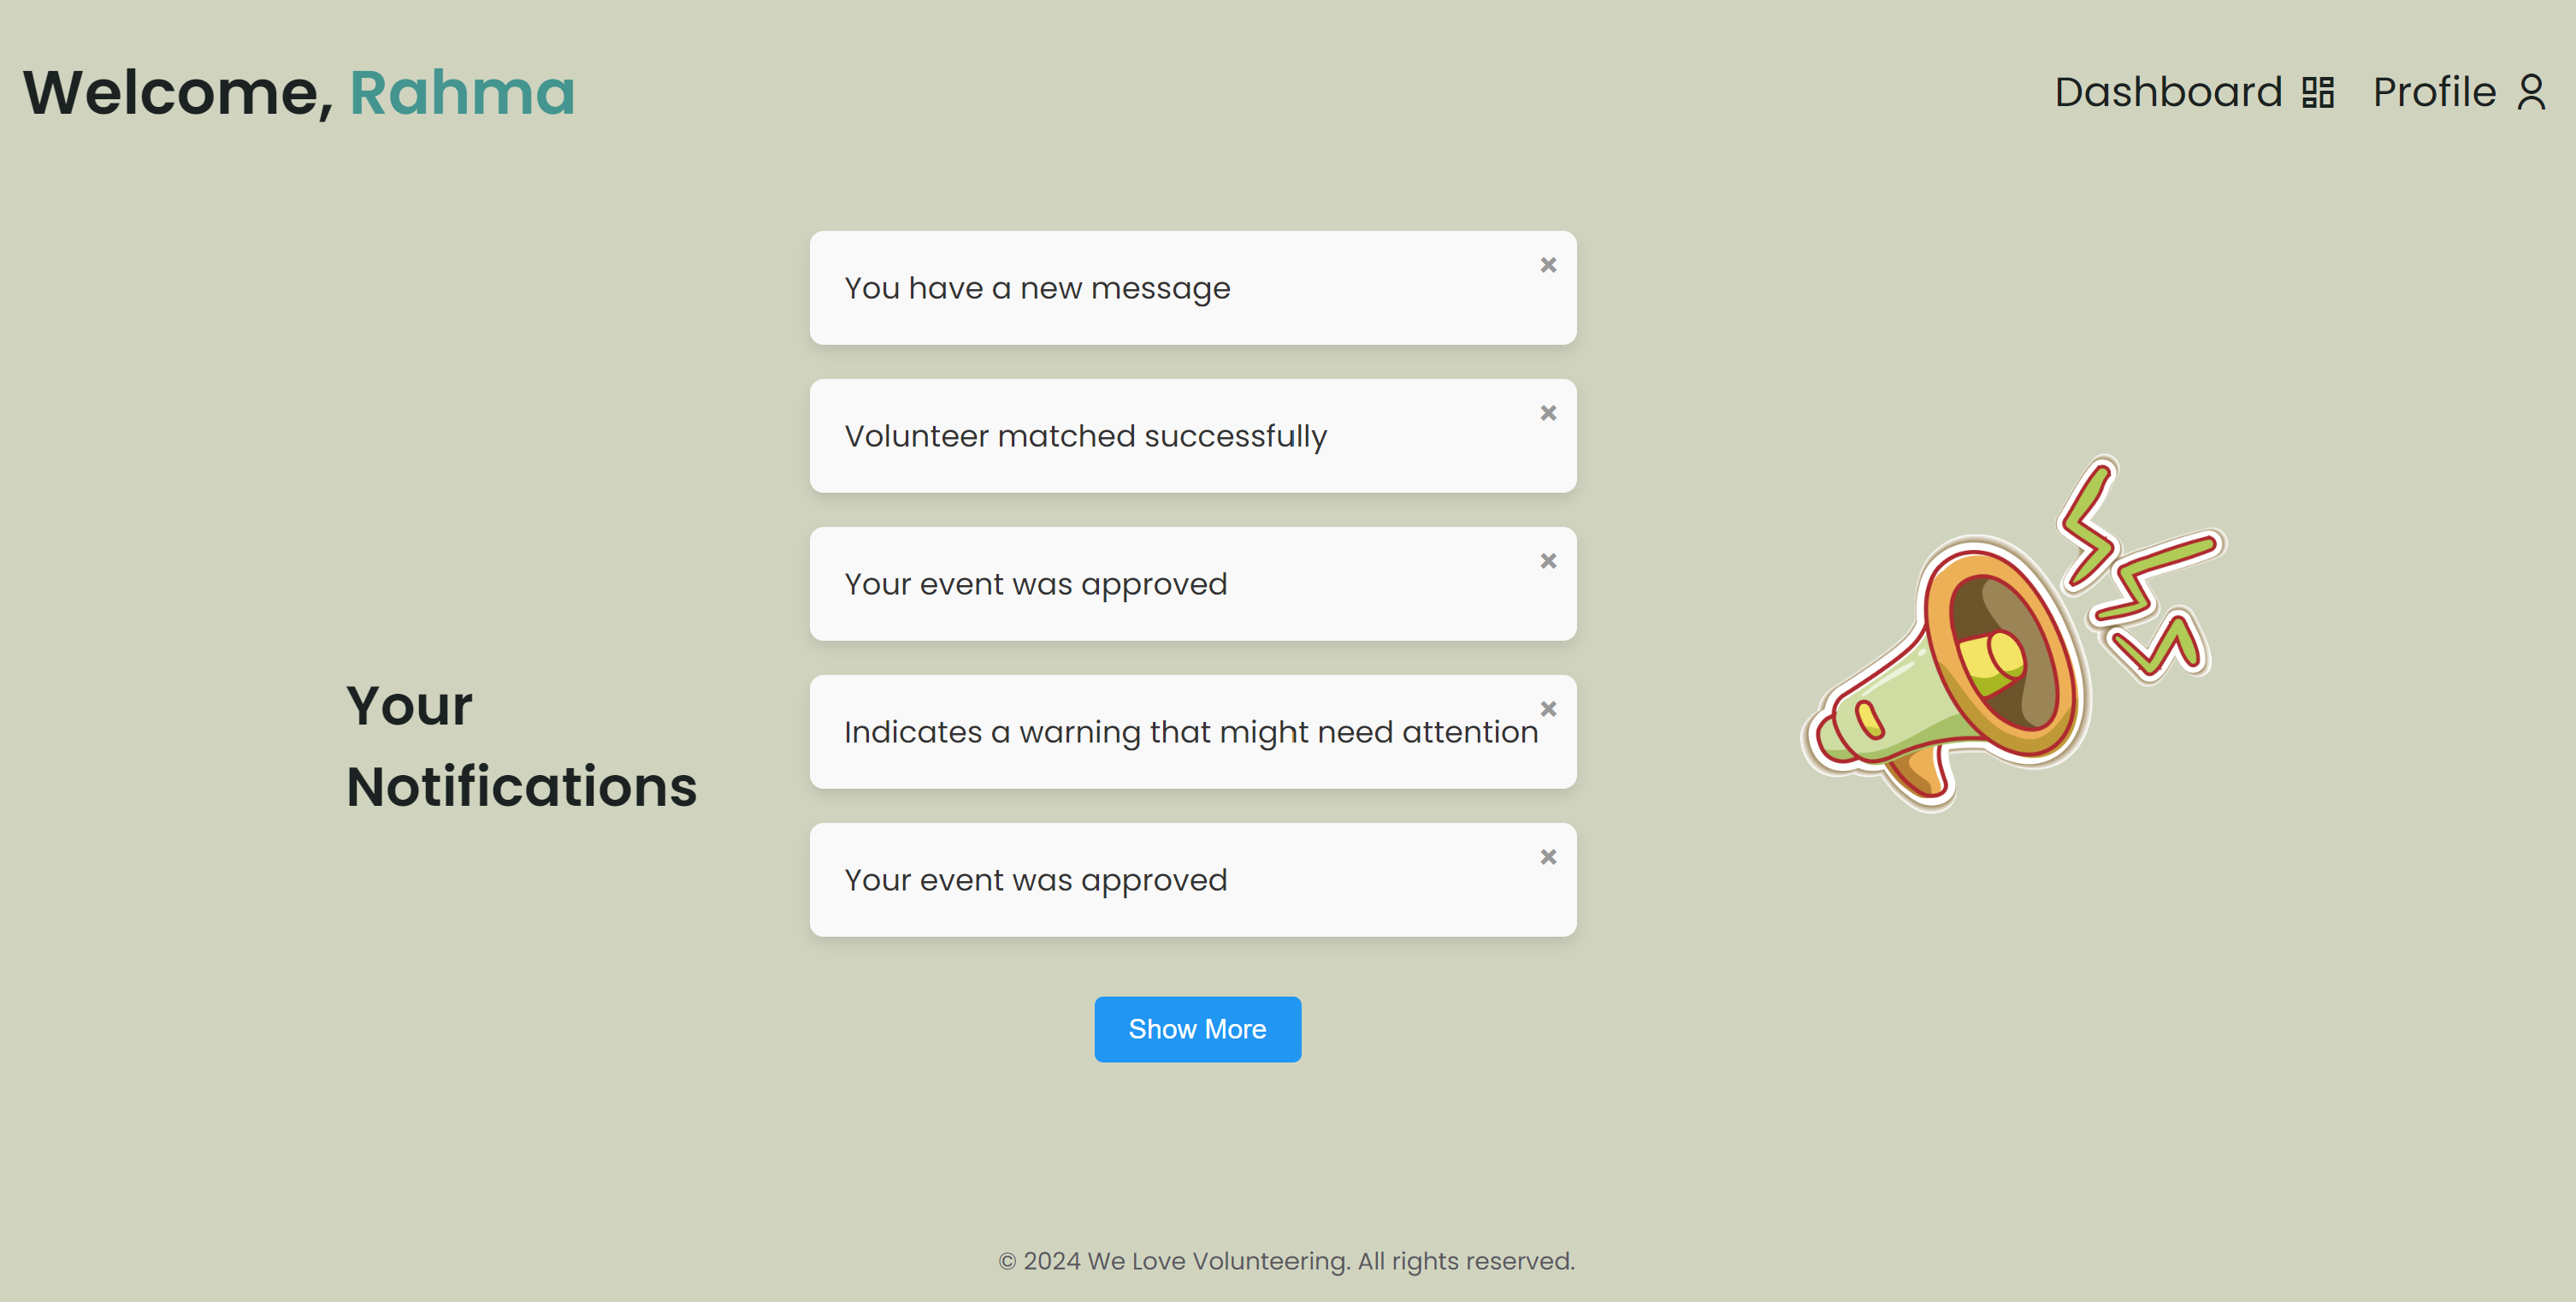 Welcome, Rahma
Dashboard Profile
You have a new message
Volunteer matched successfully
Your event was approved
Indicates a warning that might need attention
Your event was approved
Your
Notifications
Show More
© 2024 We Love Volunteering. All rights reserved.